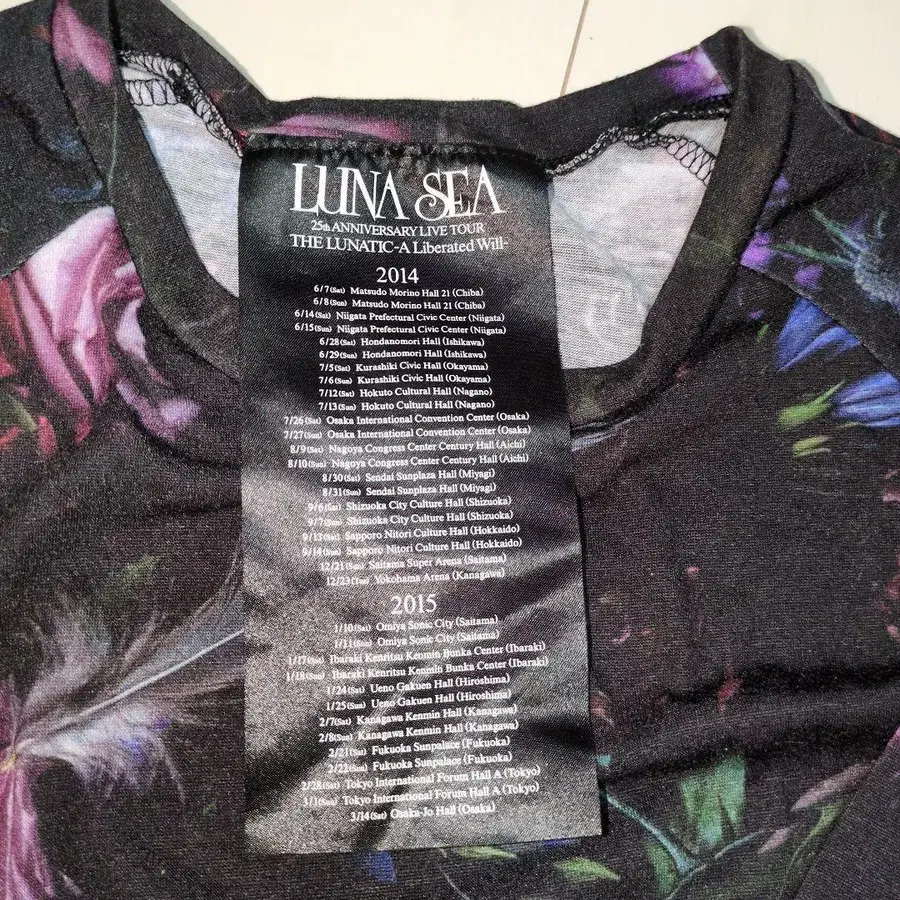 LUNA SEA
25th ANNIVERSARY LIVE TOUR
THE LUNATIC -A Liberated Will-
2014
6/7(Sat) Matsudo Morino Hall 21 (Chiba)
6/8(Sun) Matsudo Morino Hall 21 (Chiba)
6/14(Sat) Niigata Prefectural Civic Center (Niigata)
6/15(Sun) Niigata Prefectural Civic Center (Niigata)
6/28(Sat) Hondanomori Hall (Ishikawa)
6/29(Sun) Hondanomori Hall (Ishikawa)
7/5(Sat) Kurashiki Civic Hall (Okayama)
7/6(Sun) Kurashiki Civic Hall (Okayama)
7/12(Sat) Hokuto Cultural Hall (Nagano)
7/13(Sun) Hokuto Cultural Hall (Nagano)
7/26(Sat) Osaka International Convention Center (Osaka)
7/27(Sun) Osaka International Convention Center (Osaka)
8/9(Sat) Nagoya Congress Center Century Hall (Aichi)
8/10(Sun) Nagoya Congress Center Century Hall (Aichi)
8/30(Sat) Sendai Sunplaza Hall (Miyagi)
8/31(Sun) Sendai Sunplaza Hall (Miyagi)
9/6(Sat) Shizuoka City Culture Hall (Shizuoka)
9/7(Sun) Shizuoka City Culture Hall (Shizuoka)
9/13(Sat) Sapporo Nitori Culture Hall (Hokkaido)
9/14(Sun) Sapporo Nitori Culture Hall (Hokkaido)
12/21(Sun) Saitama Super Arena (Saitama)
12/23(Tue) Yokohama Arena (Kanagawa)
2015
1/10(Sat) Omiya Sonic City (Saitama)
1/11(Sun) Omiya Sonic City (Saitama)
1/17(Sat) Ibaraki Kenritsu Kenmin Bunka Center (Ibaraki)
1/18(Sun) Ibaraki Kenritsu Kenmin Bunka Center (Ibaraki)
1/24(Sat) Ueno Gakuen Hall (Hiroshima)
1/25(Sun) Ueno Gakuen Hall (Hiroshima)
2/7(Sat) Kanagawa Kenmin Hall (Kanagawa)
2/8(Sun) Kanagawa Kenmin Hall (Kanagawa)
2/21(Sat) Fukuoka Sunpalace (Fukuoka)
2/22(Sun) Fukuoka Sunpalace (Fukuoka)
2/28(Sat) Tokyo International Forum Hall A (Tokyo)
3/1(Sun) Tokyo International Forum Hall A (Tokyo)
3/14(Sat) Osaka-Jo Hall (Osaka)